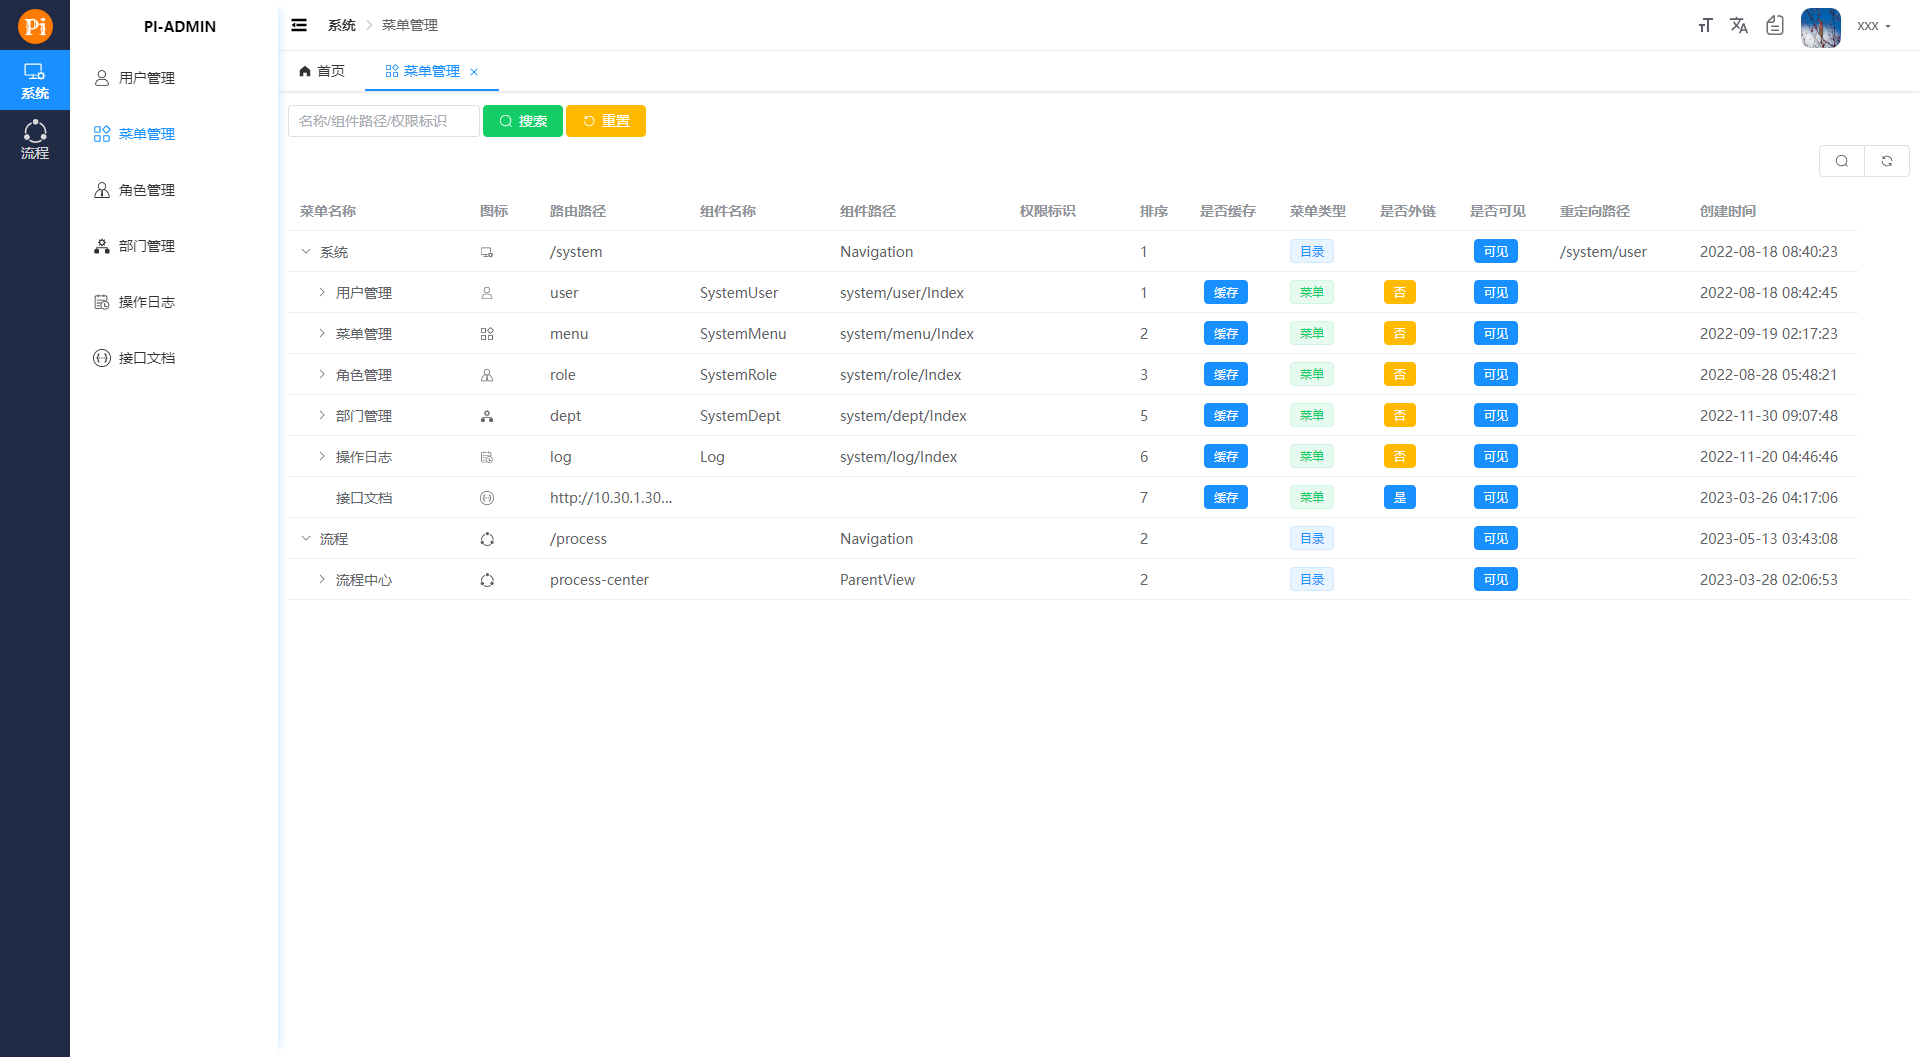 Pi
系统
流程
PI-ADMIN
用户管理
菜单管理
角色管理
部门管理
操作日志
接口文档
系统 菜单管理
xxx
首页 菜单管理
名称/组件路径/权限标识 搜索 重置
菜单名称 图标 路由路径 组件名称 组件路径 权限标识 排序 是否缓存 菜单类型 是否外链 是否可见 重定向路径 创建时间
系统 /system Navigation 1 目录 可见 /system/user 2022-08-18 08:40:23
用户管理 user SystemUser system/user/Index 1 缓存 菜单 否 可见 2022-08-18 08:42:45
菜单管理 menu SystemMenu system/menu/Index 2 缓存 菜单 否 可见 2022-09-19 02:17:23
角色管理 role SystemRole system/role/Index 3 缓存 菜单 否 可见 2022-08-28 05:48:21
部门管理 dept SystemDept system/dept/Index 5 缓存 菜单 否 可见 2022-11-30 09:07:48
操作日志 log Log system/log/Index 6 缓存 菜单 否 可见 2022-11-20 04:46:46
接口文档 http://10.30.1.30... 7 缓存 菜单 是 可见 2023-03-26 04:17:06
流程 /process Navigation 2 目录 可见 2023-05-13 03:43:08
流程中心 process-center ParentView 2 目录 可见 2023-03-28 02:06:53